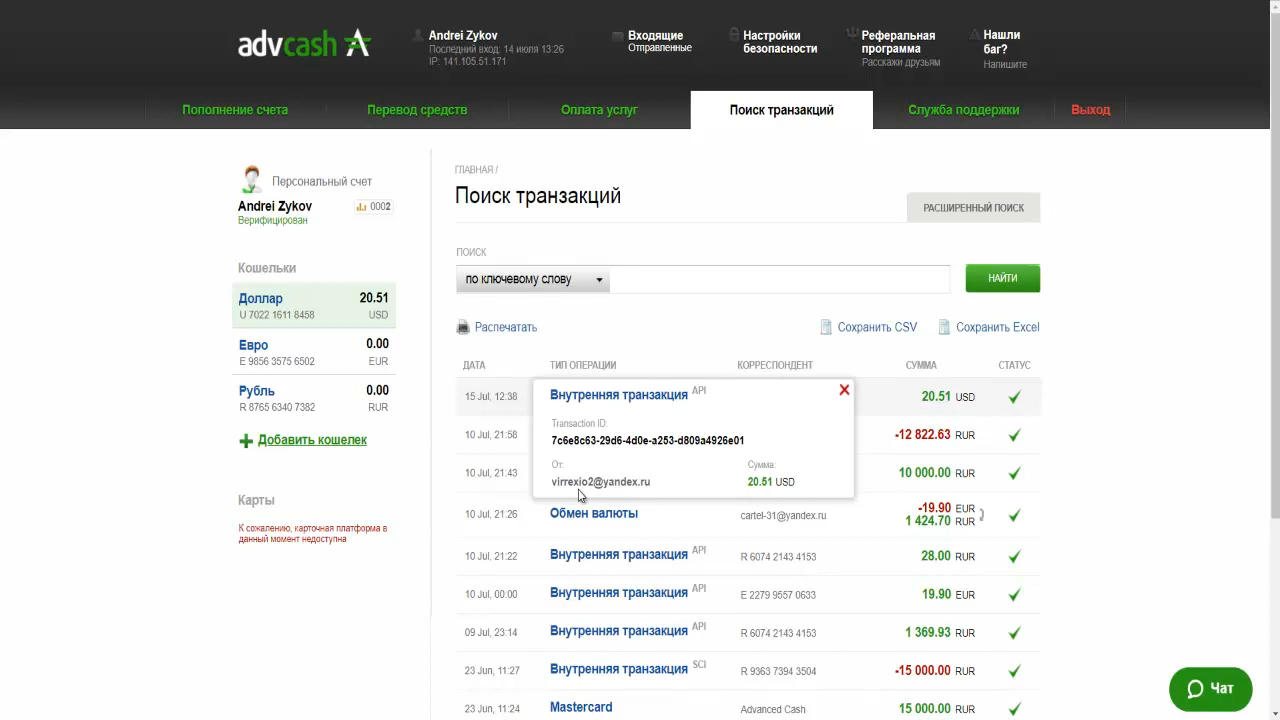 advcash
Andrei Zykov
Последний вход: 14 июля 13:26
IP: 141.105.51.171
Входящие
Отправленные
Настройки
безопасности
Реферальная
программа
Расскажи друзьям
Нашли
баг?
Напишите
Пополнение счета
Перевод средств
Оплата услуг
Поиск транзакций
Служба поддержки
Выход
Персональный счет
Andrei Zykov
0002
Верифицирован
Кошельки
Доллар 20.51
U 7022 1611 8458 USD
Евро 0.00
E 9856 3575 6502 EUR
Рубль 0.00
R 8765 6340 7382 RUR
Добавить кошелек
Карты
К сожалению, карточная платформа в
данный момент недоступна
ГЛАВНАЯ /
Поиск транзакций
РАСШИРЕННЫЙ ПОИСК
ПОИСК
по ключевому слову
НАЙТИ
Распечатать
Сохранить CSV
Сохранить Excel
ДАТА ТИП ОПЕРАЦИИ КОРРЕСПОНДЕНТ СУММА СТАТУС
15 Jul, 12:38 Внутренняя транзакция API 20.51 USD
Transaction ID:
7c6e8c63-29d6-4d0e-a253-d809a4926e01
От: Сумма:
virrexio2@yandex.ru 20.51 USD
10 Jul, 21:58 -12 822.63 RUR
10 Jul, 21:43 10 000.00 RUR
10 Jul, 21:26 Обмен валюты cartel-31@yandex.ru -19.90 EUR
1 424.70 RUR
10 Jul, 21:22 Внутренняя транзакция API R 6074 2143 4153 28.00 RUR
10 Jul, 00:00 Внутренняя транзакция API E 2279 9557 0633 19.90 EUR
09 Jul, 23:14 Внутренняя транзакция API R 6074 2143 4153 1 369.93 RUR
23 Jun, 11:27 Внутренняя транзакция SCI R 9363 7394 3504 -15 000.00 RUR
23 Jun, 11:24 Mastercard Advanced Cash 15 000.00 RUR
Чат